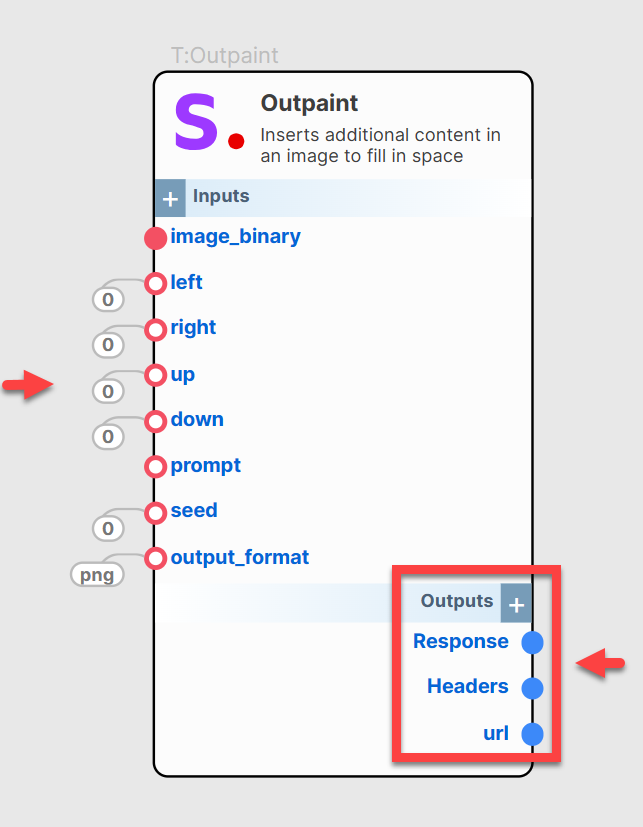 T:Outpaint
S.
Outpaint
Inserts additional content in
an image to fill in space
+ Inputs
image_binary
left
0
right
0
up
0
down
0
prompt
seed
0
output_format
png
Outputs +
Response
Headers
url